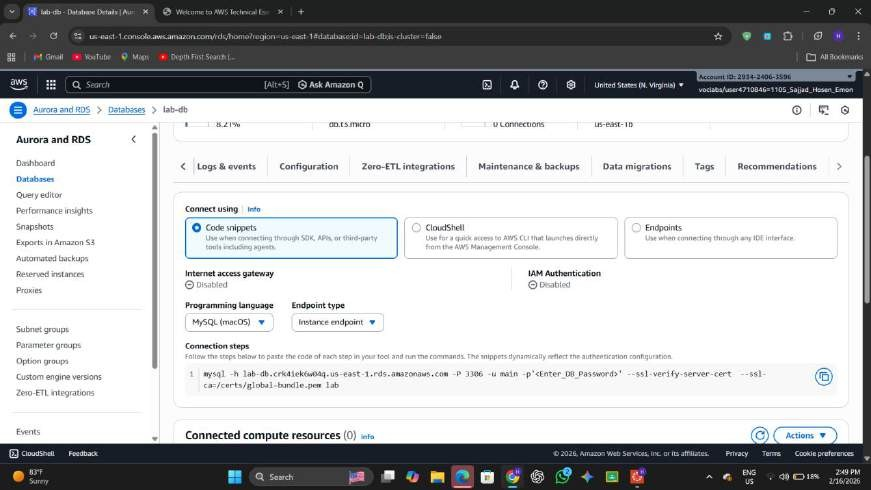 lab-db - Database Details | Auro
Welcome to AWS Technical Esse
us-east-1.console.aws.amazon.com/rds/home?region=us-east-1#database:id=lab-db;is-cluster=false
Gmail
YouTube
Maps
Depth First Search (...
All Bookmarks
aws
Search
[Alt+S]
Ask Amazon Q
United States (N. Virginia)
Account ID: 2934-2406-3596
voclabs/user4710846=1105_Sajjad_Hosen_Emon
Aurora and RDS
Databases
lab-db
8.21%
db.t3.micro
0 Connections
us-east-1b
Aurora and RDS
Dashboard
Databases
Query editor
Performance insights
Snapshots
Exports in Amazon S3
Automated backups
Reserved instances
Proxies
Subnet groups
Parameter groups
Option groups
Custom engine versions
Zero-ETL integrations
Events
Logs & events
Configuration
Zero-ETL integrations
Maintenance & backups
Data migrations
Tags
Recommendations
Connect using
Info
Code snippets
Use when connecting through SDK, APIs, or third-party
tools including agents.
CloudShell
Use for a quick access to AWS CLI that launches directly
from the AWS Management Console.
Endpoints
Use when connecting through any IDE interface.
Internet access gateway
Disabled
IAM Authentication
Disabled
Programming language
Endpoint type
MySQL (macOS)
Instance endpoint
Connection steps
Follow the steps below to paste the code of each step in your tool and run the commands. The snippets dynamically reflect the authentication configuration.
1 mysql -h lab-db.crk4iek6w04q.us-east-1.rds.amazonaws.com -P 3306 -u main -p'<Enter_DB_Password>' --ssl-verify-server-cert --ssl-
ca=/certs/global-bundle.pem lab
Connected compute resources (0)
Info
Actions
CloudShell
Feedback
© 2026, Amazon Web Services, Inc. or its affiliates.
Privacy
Terms
Cookie preferences
83°F
Sunny
Search
2
ENG
US
18%
2:49 PM
2/16/2026